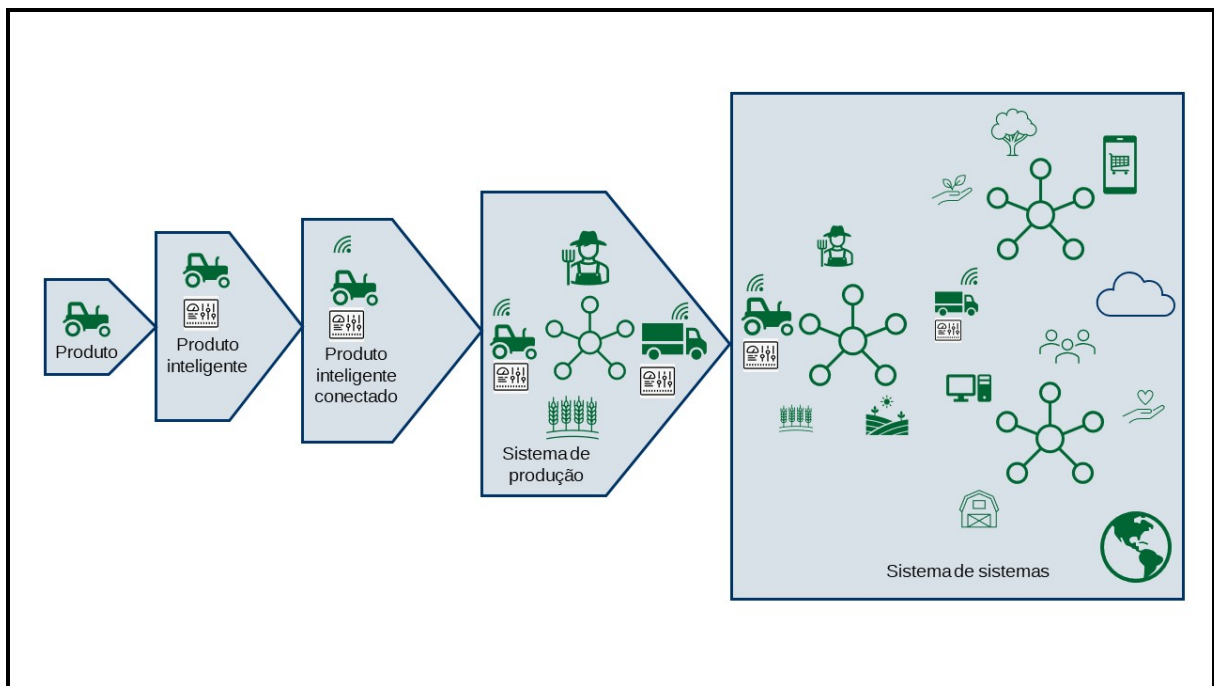 Produto
Produto
inteligente
Produto
inteligente
conectado
Sistema de
produção
Sistema de sistemas